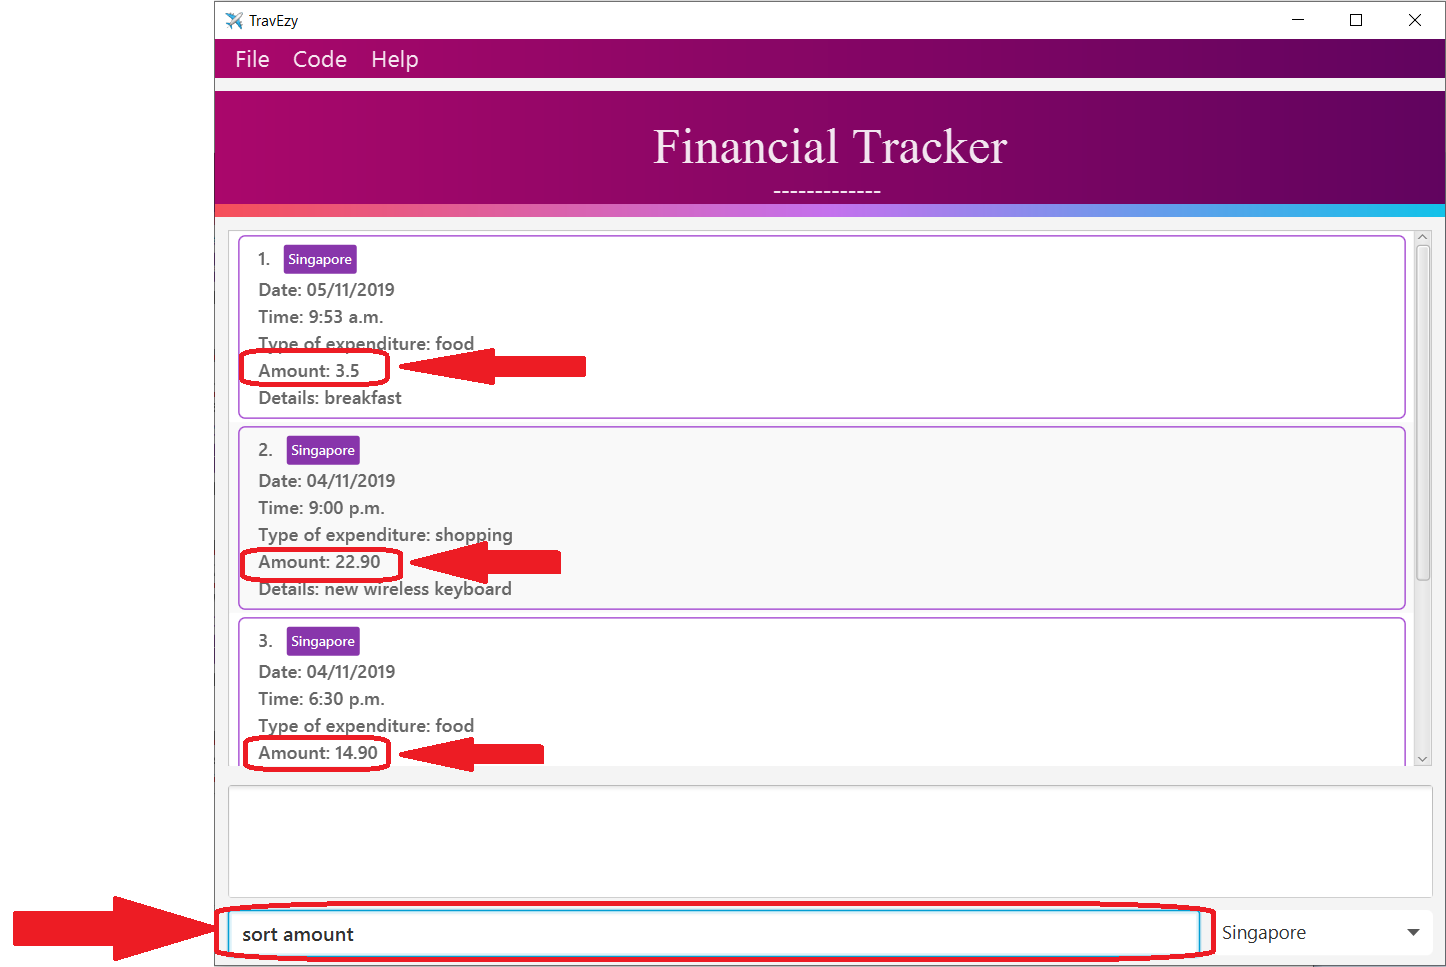 TravEzy
File Code Help
Financial Tracker
-------------
1. Singapore
Date: 05/11/2019
Time: 9:53 a.m.
Type of expenditure: food
Amount: 3.5
Details: breakfast
2. Singapore
Date: 04/11/2019
Time: 9:00 p.m.
Type of expenditure: shopping
Amount: 22.90
Details: new wireless keyboard
3. Singapore
Date: 04/11/2019
Time: 6:30 p.m.
Type of expenditure: food
Amount: 14.90
sort amount
Singapore